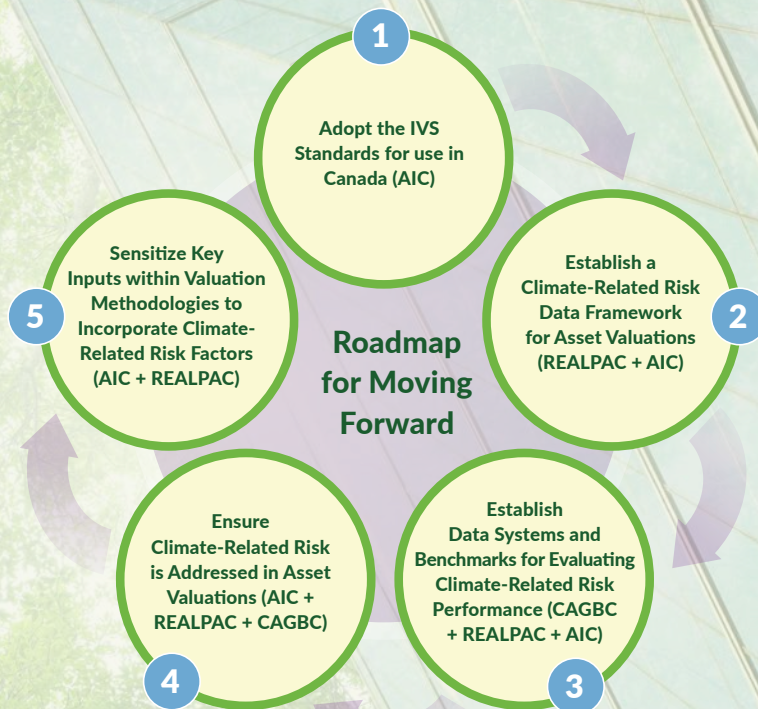 1
Adopt the IVS
Standards for use in
Canada (AIC)
2
Establish a
Climate-Related Risk
Data Framework
for Asset Valuations
(REALPAC + AIC)
3
Establish
Data Systems and
Benchmarks for Evaluating
Climate-Related Risk
Performance (CAGBC
+ REALPAC + AIC)
4
Ensure
Climate-Related Risk
is Addressed in Asset
Valuations (AIC +
REALPAC + CAGBC)
5
Sensitize Key
Inputs within Valuation
Methodologies to
Incorporate Climate-
Related Risk Factors
(AIC + REALPAC)
Roadmap
for Moving
Forward